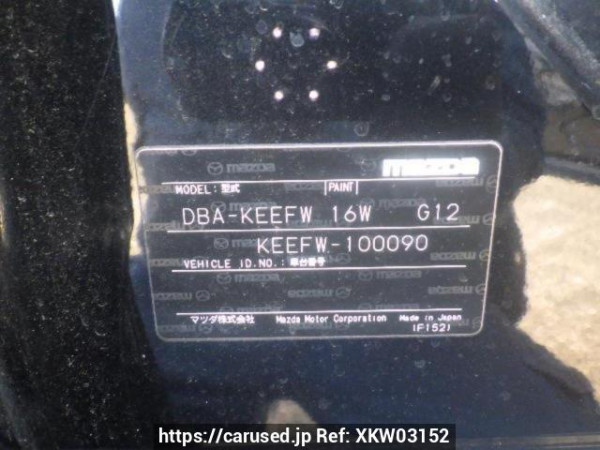 mazda
MODEL: 型式 PAINT
DBA-KEEFW 16W G12
KEEFW-100090
VEHICLE ID.NO.: 車台番号
マツダ株式会社 Mazda Motor Corporation Made in Japan
1F1521
https://carused.jp Ref: XKW03152